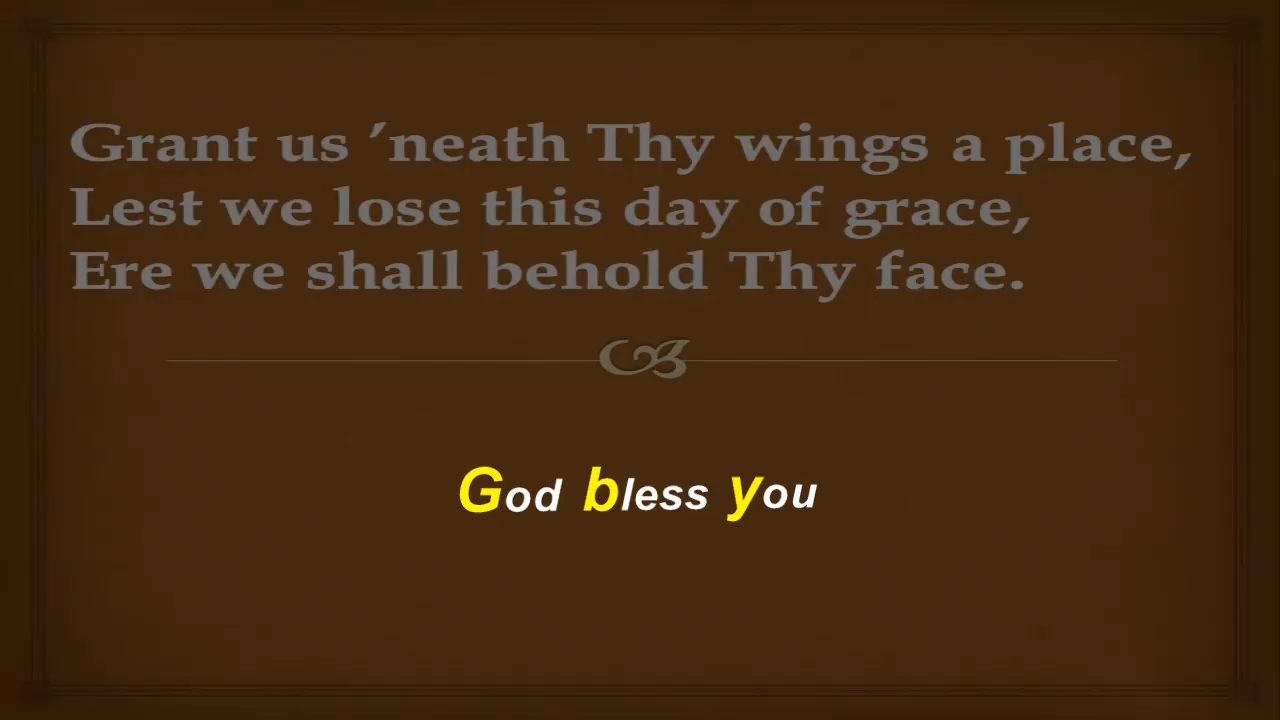 Grant us ’neath Thy wings a place,
Lest we lose this day of grace,
Ere we shall behold Thy face.
God bless you